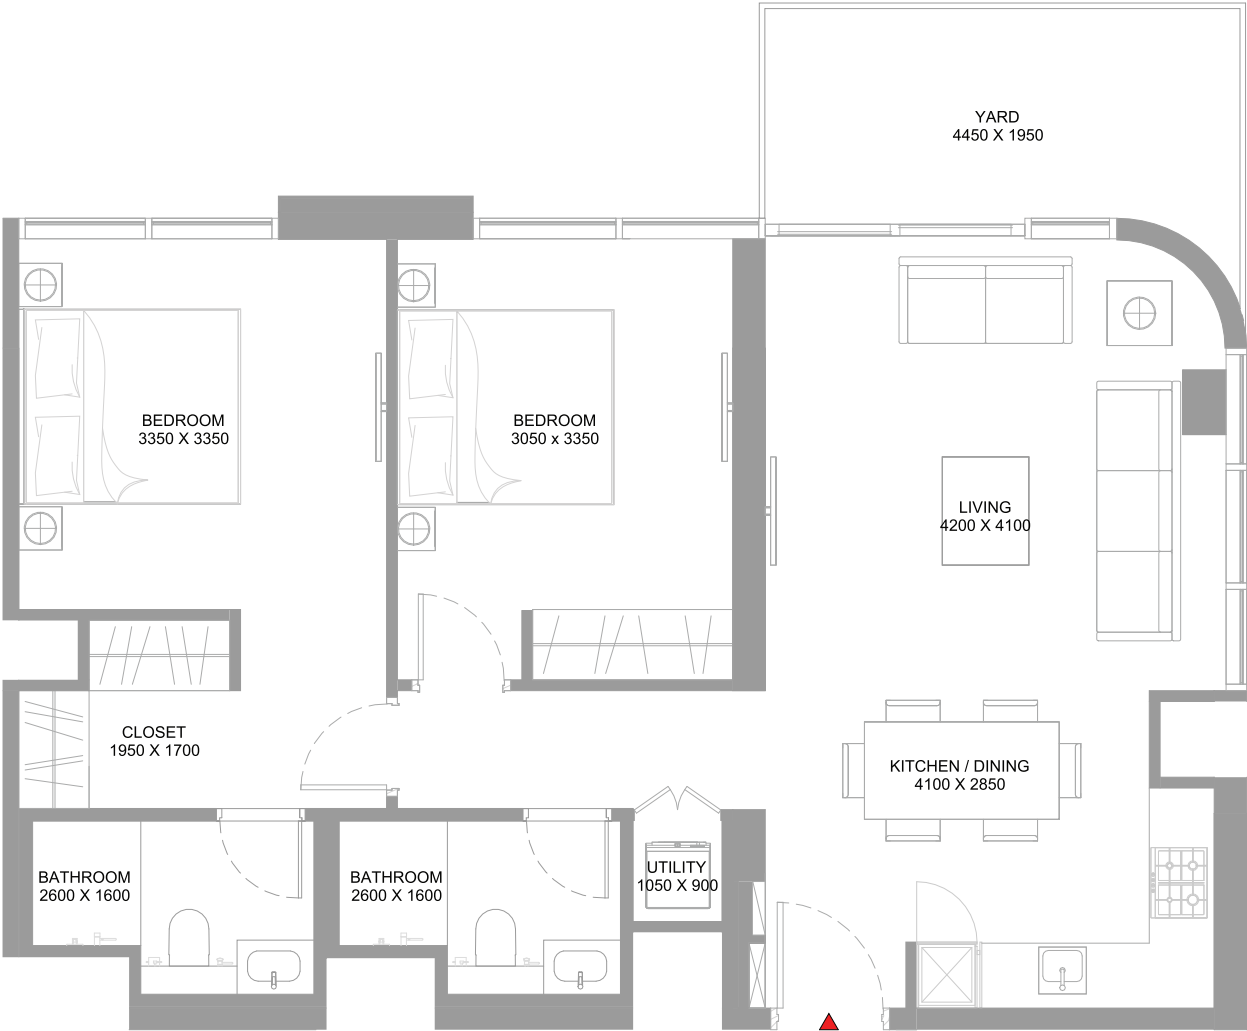 YARD
4450 X 1950
BEDROOM
3350 X 3350
BEDROOM
3050 x 3350
LIVING
4200 X 4100
CLOSET
1950 X 1700
KITCHEN / DINING
4100 X 2850
BATHROOM
2600 X 1600
BATHROOM
2600 X 1600
UTILITY
1050 X 900